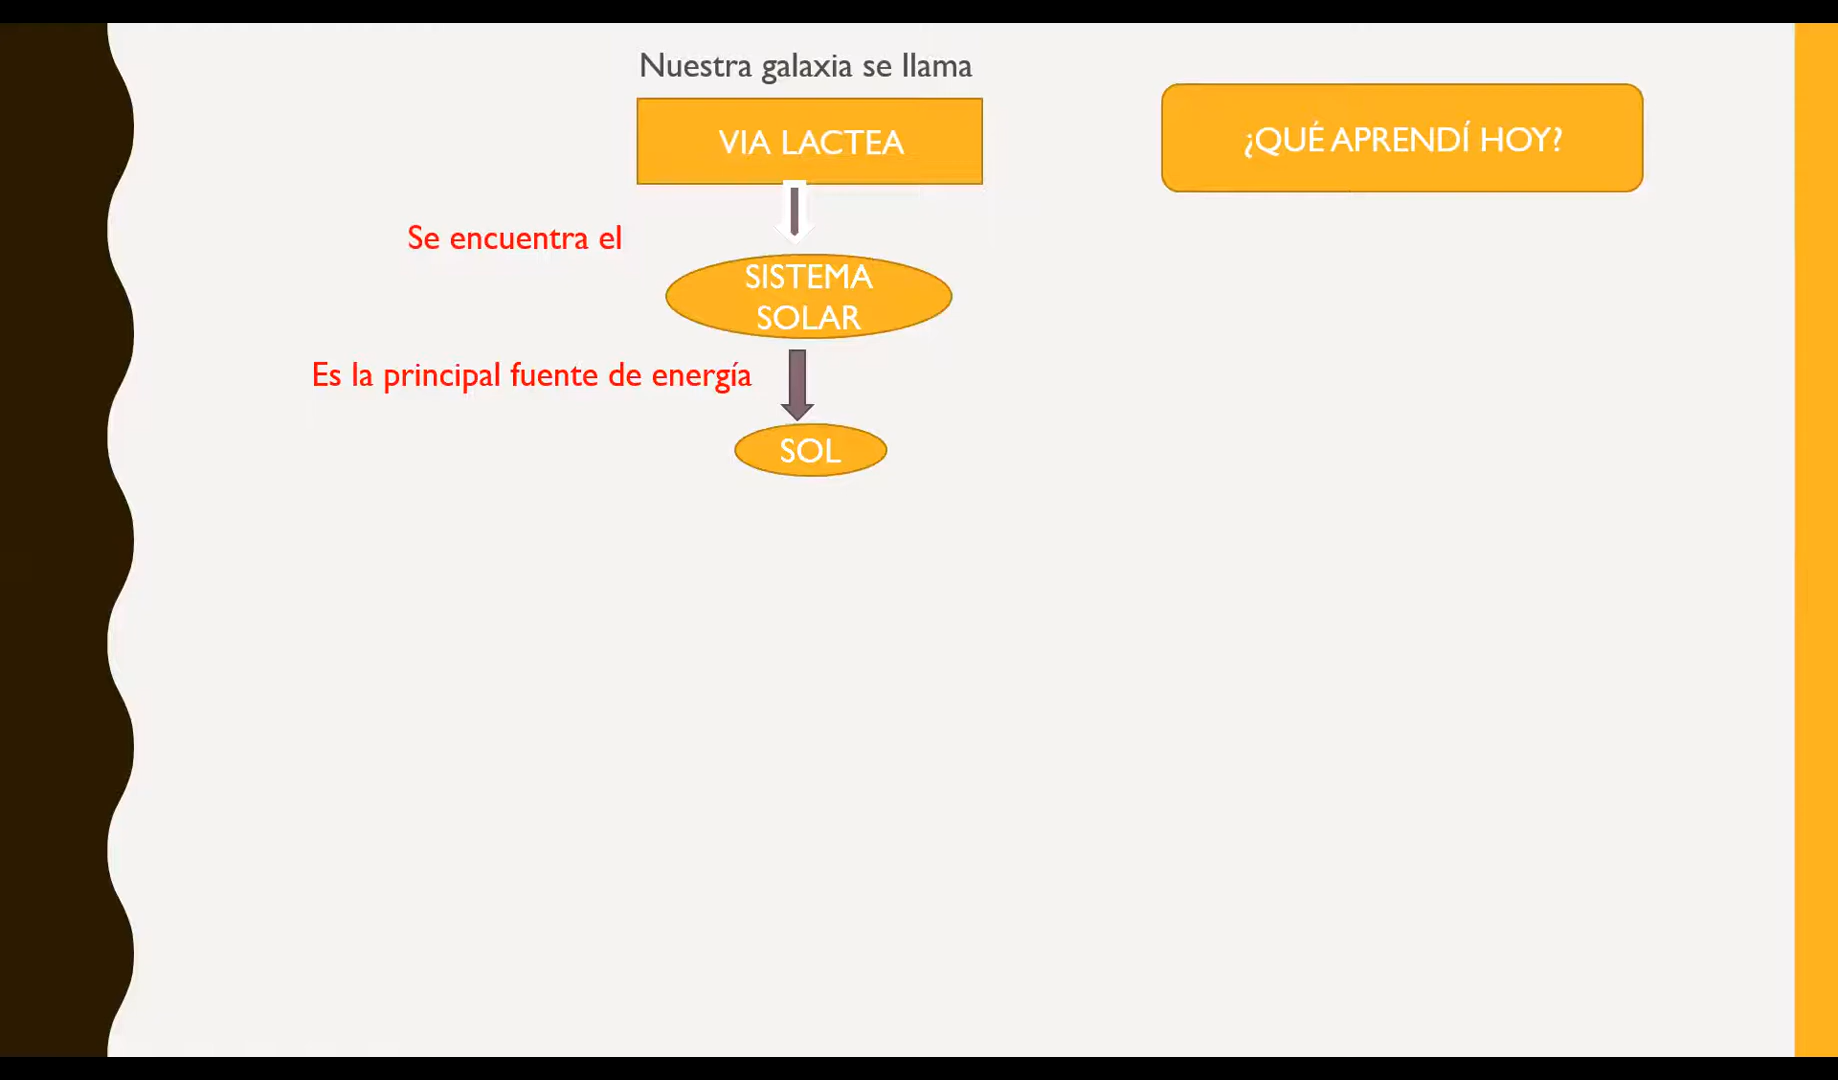 Nuestra galaxia se llama
VIA LACTEA
¿QUÉ APRENDÍ HOY?
Se encuentra el
SISTEMA
SOLAR
Es la principal fuente de energía
SOL